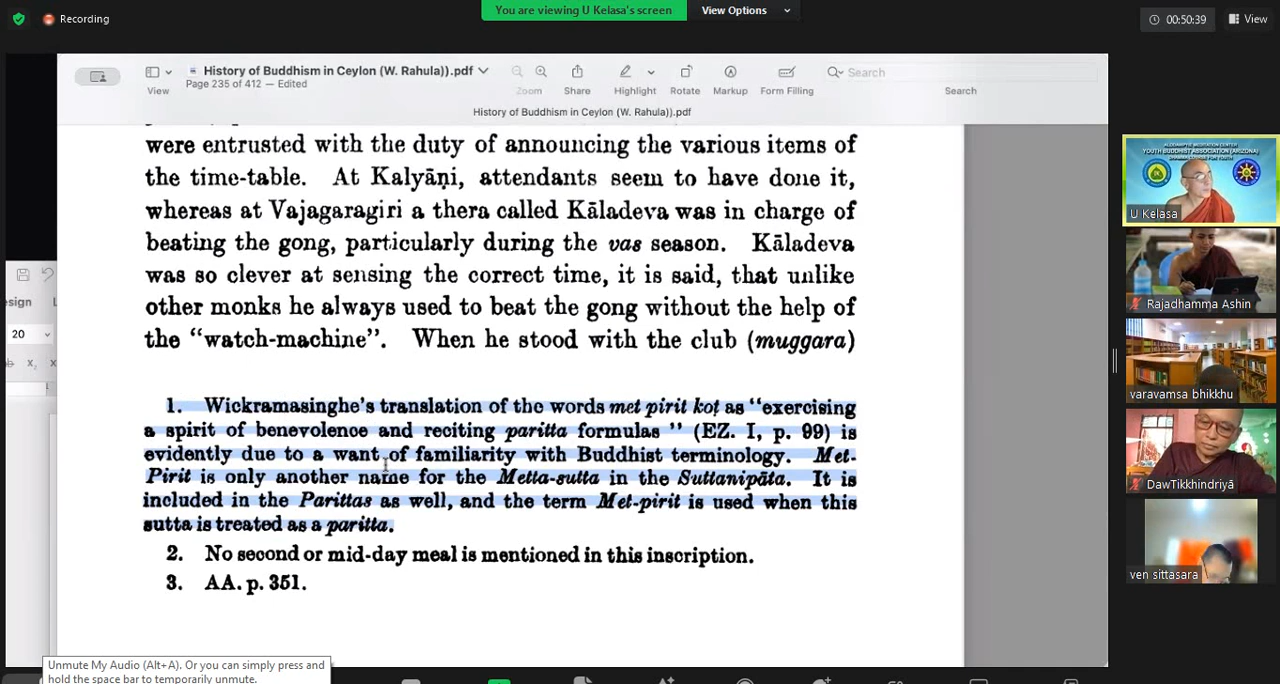 Recording
You are viewing U Kelasa's screen
View Options
00:50:39
View
History of Buddhism in Ceylon (W. Rahula)).pdf
Page 235 of 412 — Edited
View
Zoom
Share
Highlight
Rotate
Markup
Form Filling
Search
Search
History of Buddhism in Ceylon (W. Rahula)).pdf
were entrusted with the duty of announcing the various items of
the time-table. At Kalyāṇi, attendants seem to have done it,
whereas at Vajagaragiri a thera called Kāladeva was in charge of
beating the gong, particularly during the vas season. Kāladeva
was so clever at sensing the correct time, it is said, that unlike
other monks he always used to beat the gong without the help of
the “watch-machine”. When he stood with the club (muggara)
1. Wickramasinghe's translation of the words met pirit koṭ as “exercising
a spirit of benevolence and reciting paritta formulas ” (EZ. I, p. 99) is
evidently due to a want of familiarity with Buddhist terminology. Met-
Pirit is only another name for the Metta-sutta in the Suttanipāta. It is
included in the Parittas as well, and the term Met-pirit is used when this
sutta is treated as a paritta.
2. No second or mid-day meal is mentioned in this inscription.
3. AA. p. 351.
esign
20
YOUTH BUDDHIST ASSOCIATION (ARIZONA)
U Kelasa
Rajadhamma Ashin
varavamsa bhikkhu
DawTikkhindriyā
ven sittasara
Unmute My Audio (Alt+A). Or you can simply press and
hold the space bar to temporarily unmute.